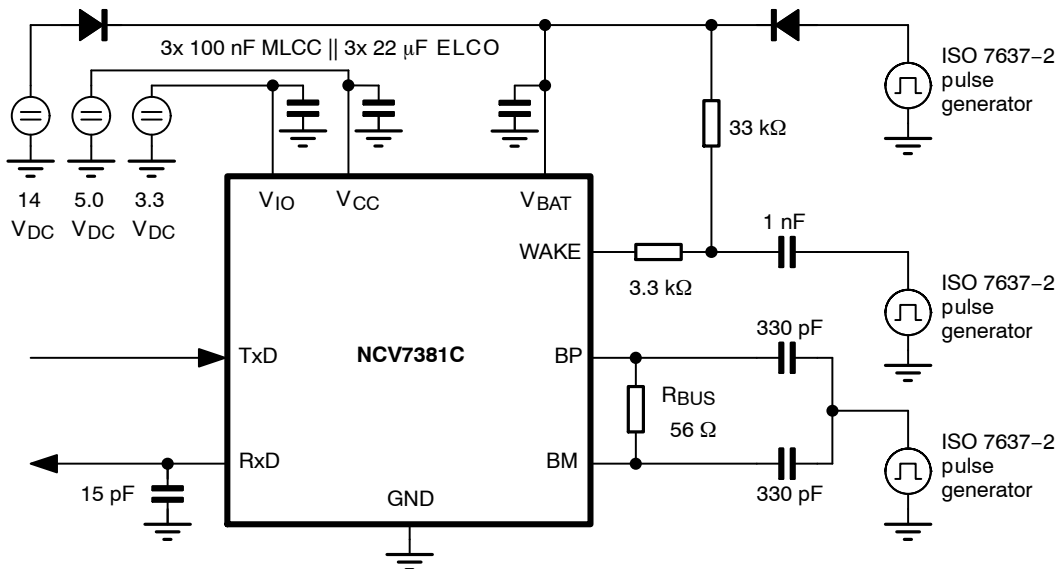 3x 100 nF MLCC || 3x 22 μF ELCO
ISO 7637−2
pulse
generator
33 kΩ
14
VDC
5.0
VDC
3.3
VDC
VIO
VCC
VBAT
WAKE
3.3 kΩ
1 nF
ISO 7637−2
pulse
generator
TxD
NCV7381C
BP
330 pF
RBUS
56 Ω
RxD
BM
330 pF
ISO 7637−2
pulse
generator
15 pF
GND